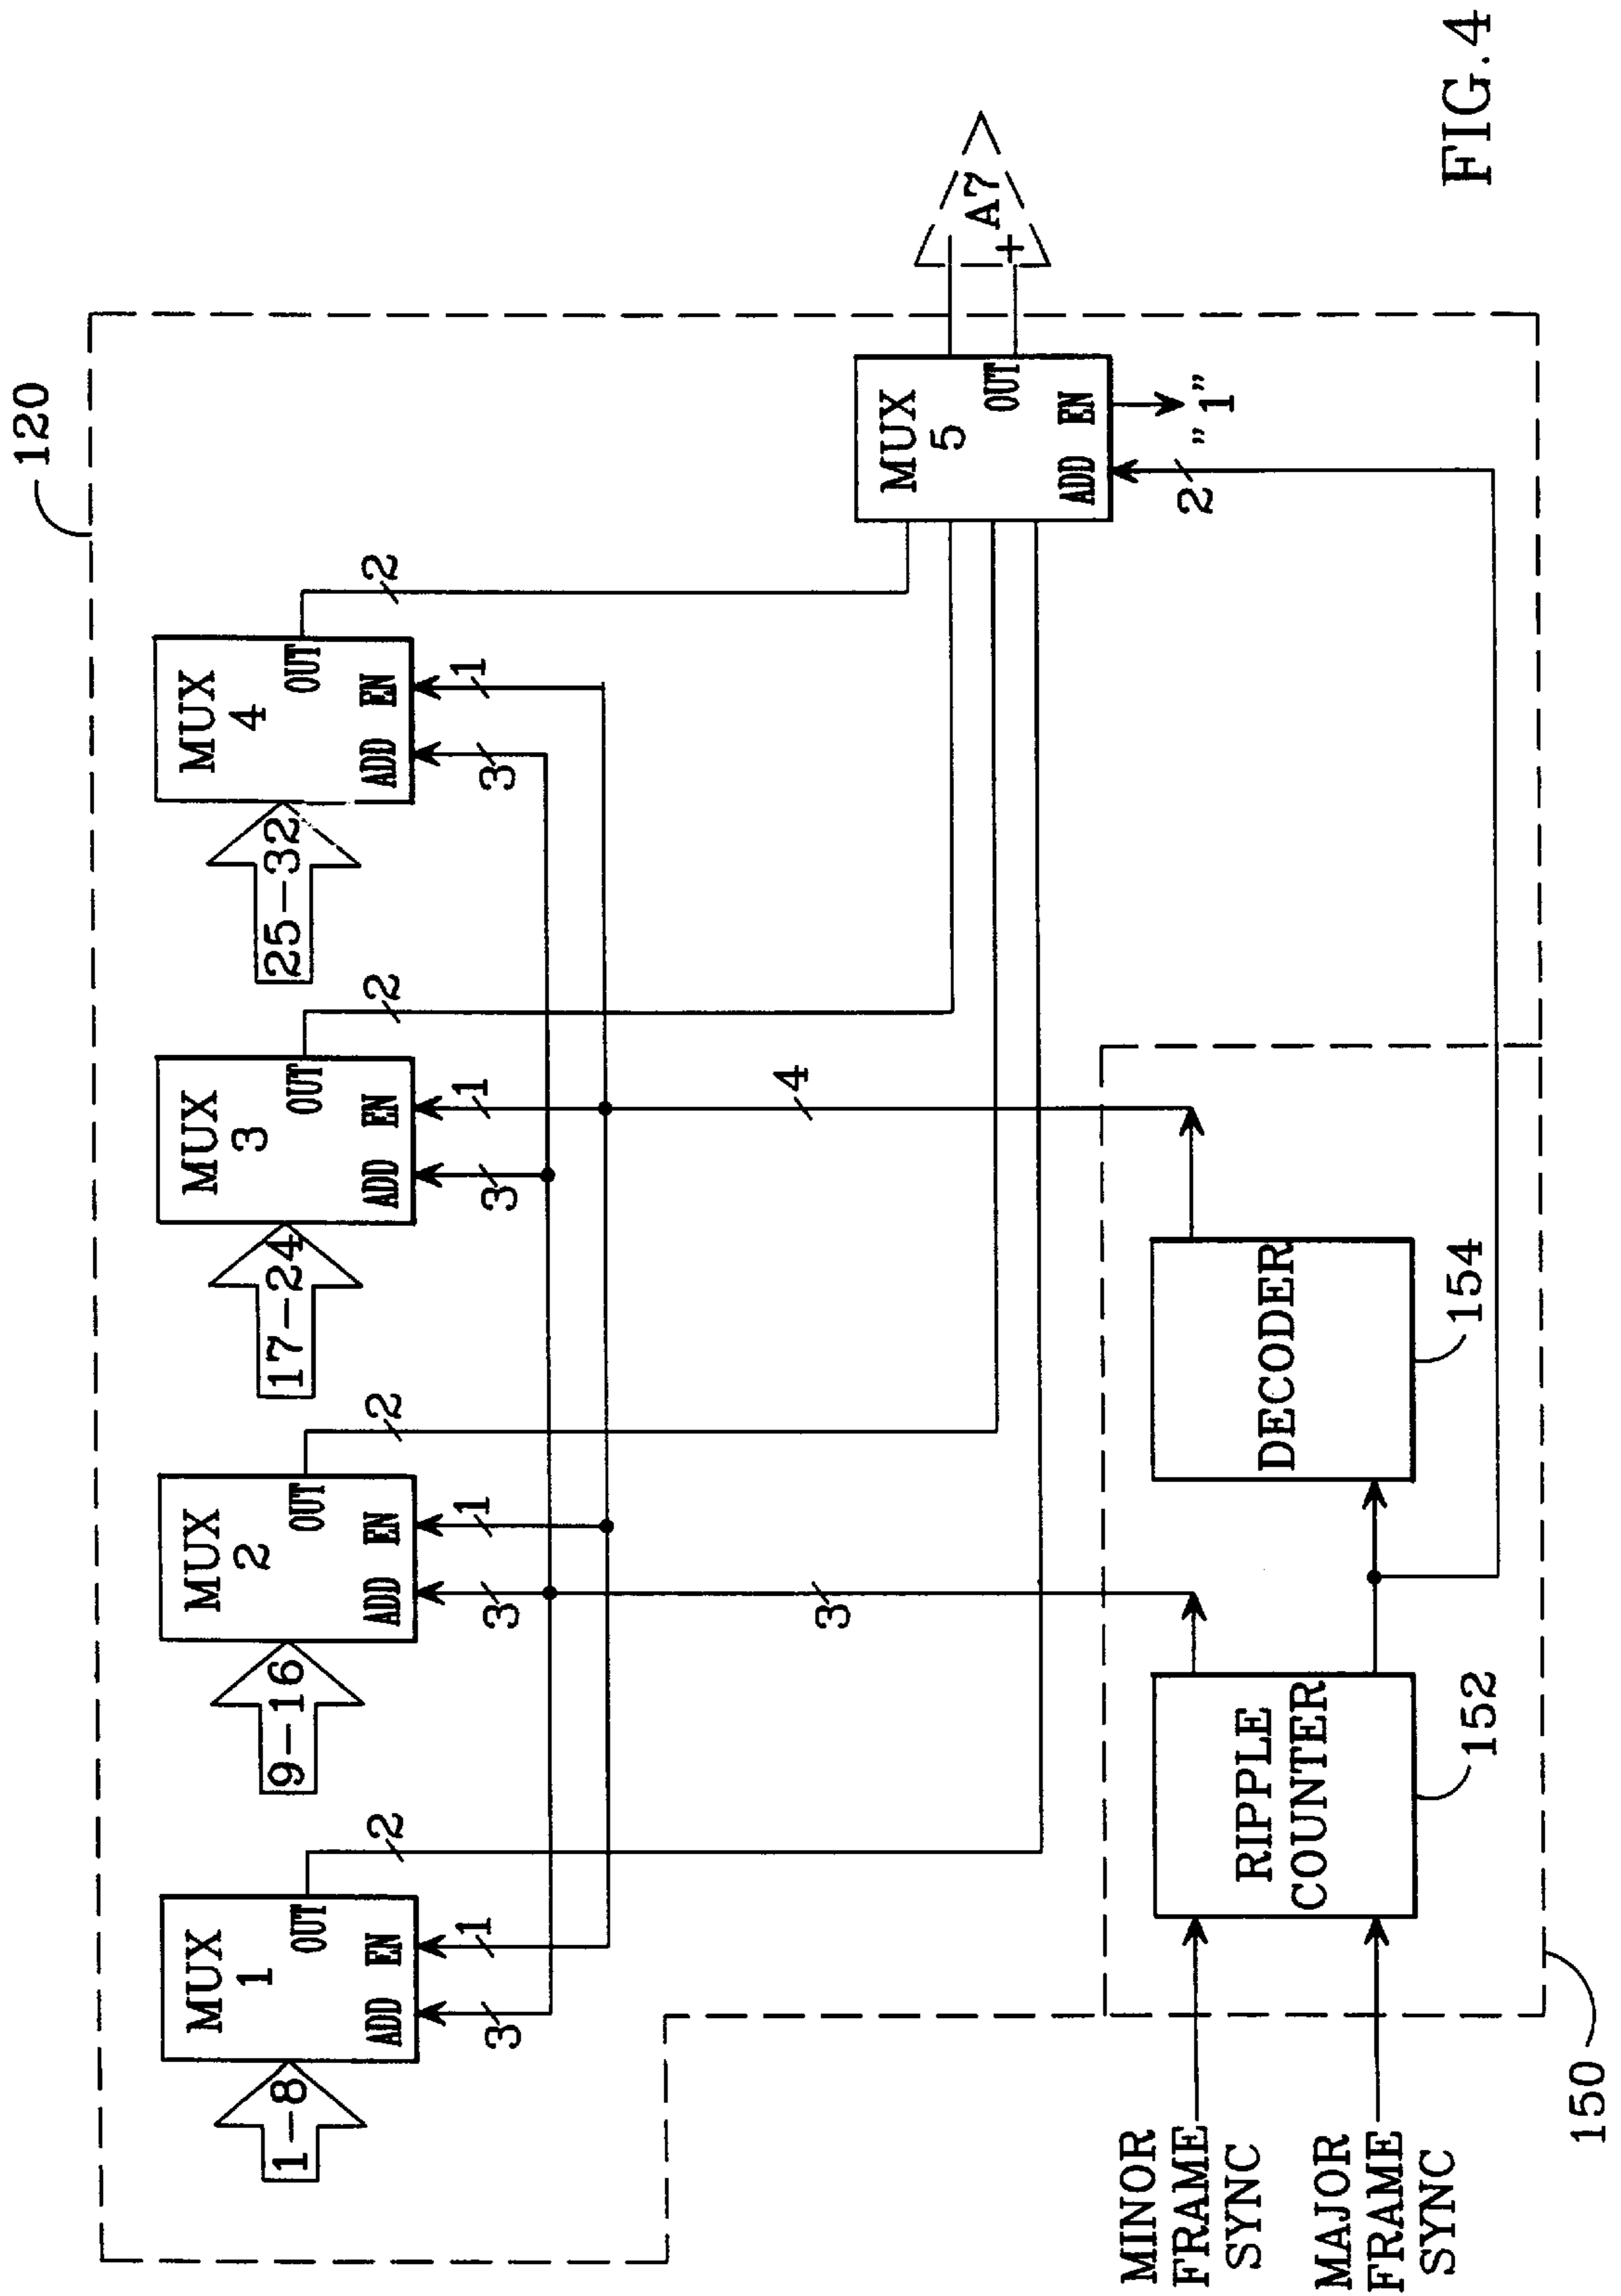 120
MUX
1
OUT
ADD EN
1-8
3
1
2
MUX
2
OUT
ADD EN
9-16
3
1
2
MUX
3
OUT
ADD EN
17-24
3
1
2
MUX
4
OUT
ADD EN
25-32
3
1
2
3
4
MUX
5
OUT
ADD EN
2
"1"
A7
+
MINOR
FRAME
SYNC
MAJOR
FRAME
SYNC
RIPPLE
COUNTER
152
DECODER
154
150
FIG.4